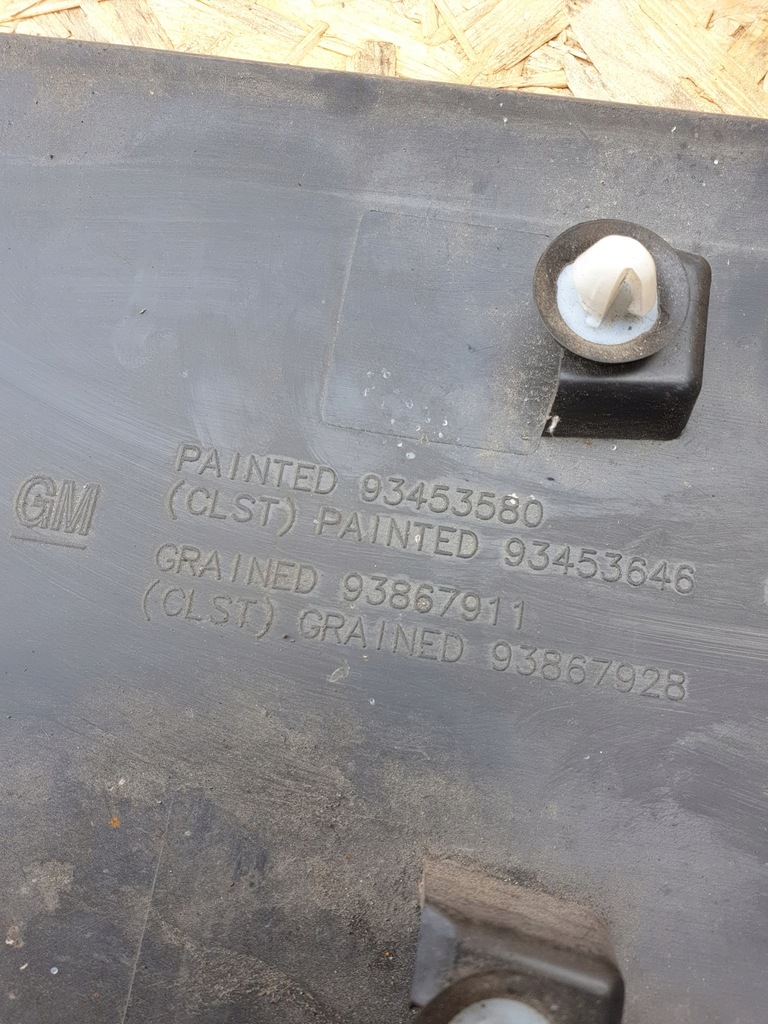 GM
PAINTED 93453580
(CLST) PAINTED 93453646
GRAINED 93867911
(CLST) GRAINED 93867928